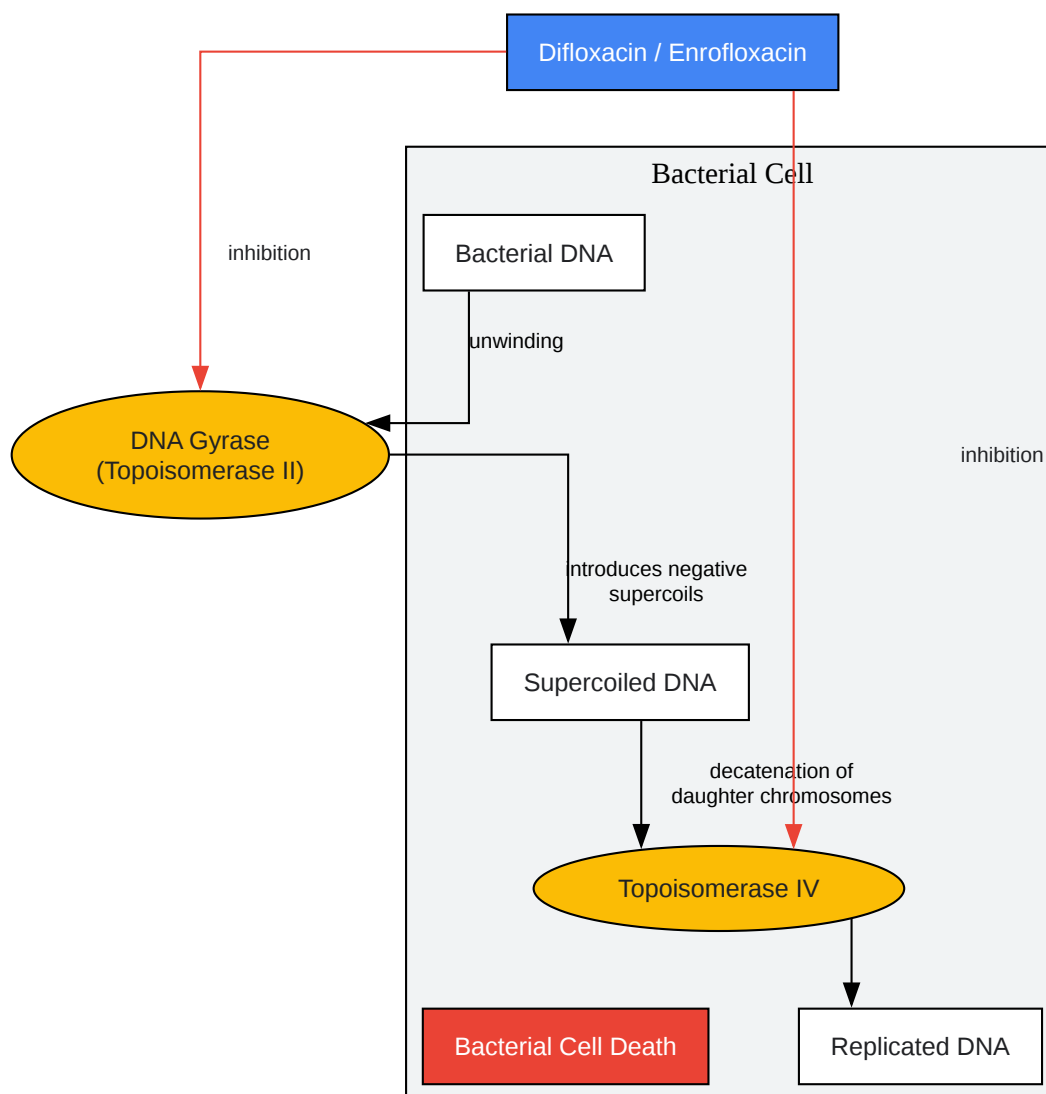 Difloxacin / Enrofloxacin
Bacterial Cell
inhibition
Bacterial DNA
unwinding
DNA Gyrase
(Topoisomerase II)
inhibition
introduces negative
supercoils
Supercoiled DNA
decatenation of
daughter chromosomes
Topoisomerase IV
Bacterial Cell Death
Replicated DNA